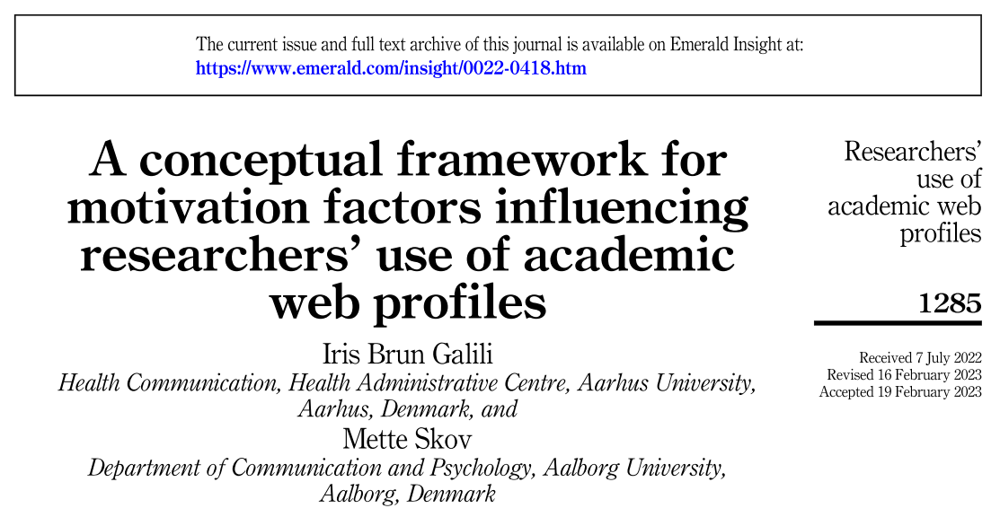 The current issue and full text archive of this journal is available on Emerald Insight at:
https://www.emerald.com/insight/0022-0418.htm
A conceptual framework for
motivation factors influencing
researchers’ use of academic
web profiles
Iris Brun Galili
Health Communication, Health Administrative Centre, Aarhus University,
Aarhus, Denmark, and
Mette Skov
Department of Communication and Psychology, Aalborg University,
Aalborg, Denmark
Researchers’
use of
academic web
profiles
1285
Received 7 July 2022
Revised 16 February 2023
Accepted 19 February 2023